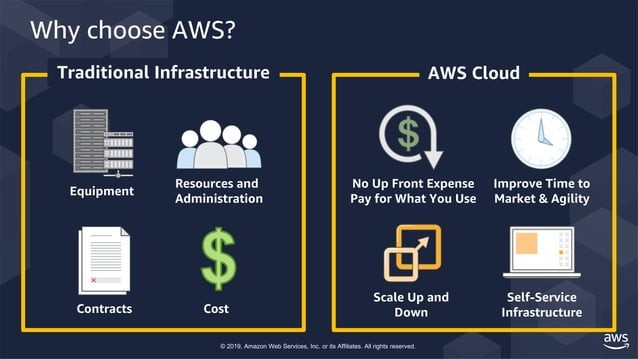 Why choose AWS?
Traditional Infrastructure
Equipment
Resources and
Administration
Contracts
Cost
AWS Cloud
No Up Front Expense
Pay for What You Use
Improve Time to
Market & Agility
Scale Up and
Down
Self-Service
Infrastructure
aws
© 2019, Amazon Web Services, Inc. or its Affiliates. All rights reserved.